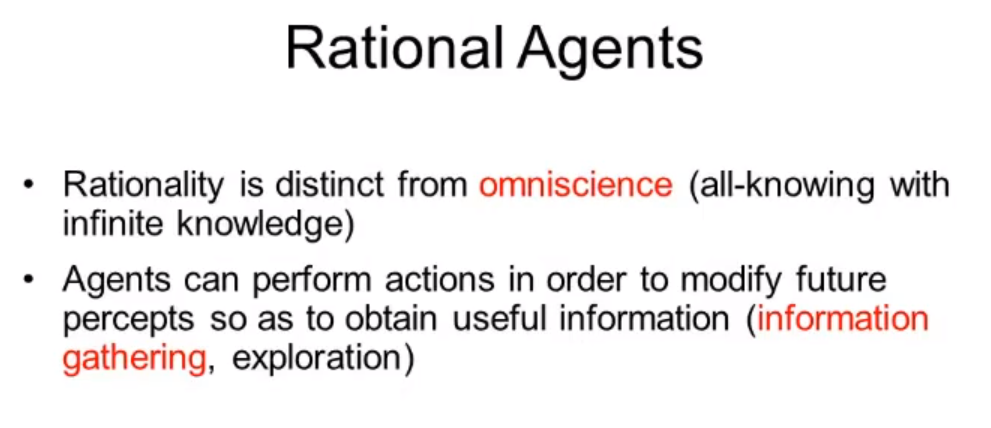 Rational Agents
• Rationality is distinct from omniscience (all-knowing with
infinite knowledge)
• Agents can perform actions in order to modify future
percepts so as to obtain useful information (information
gathering, exploration)